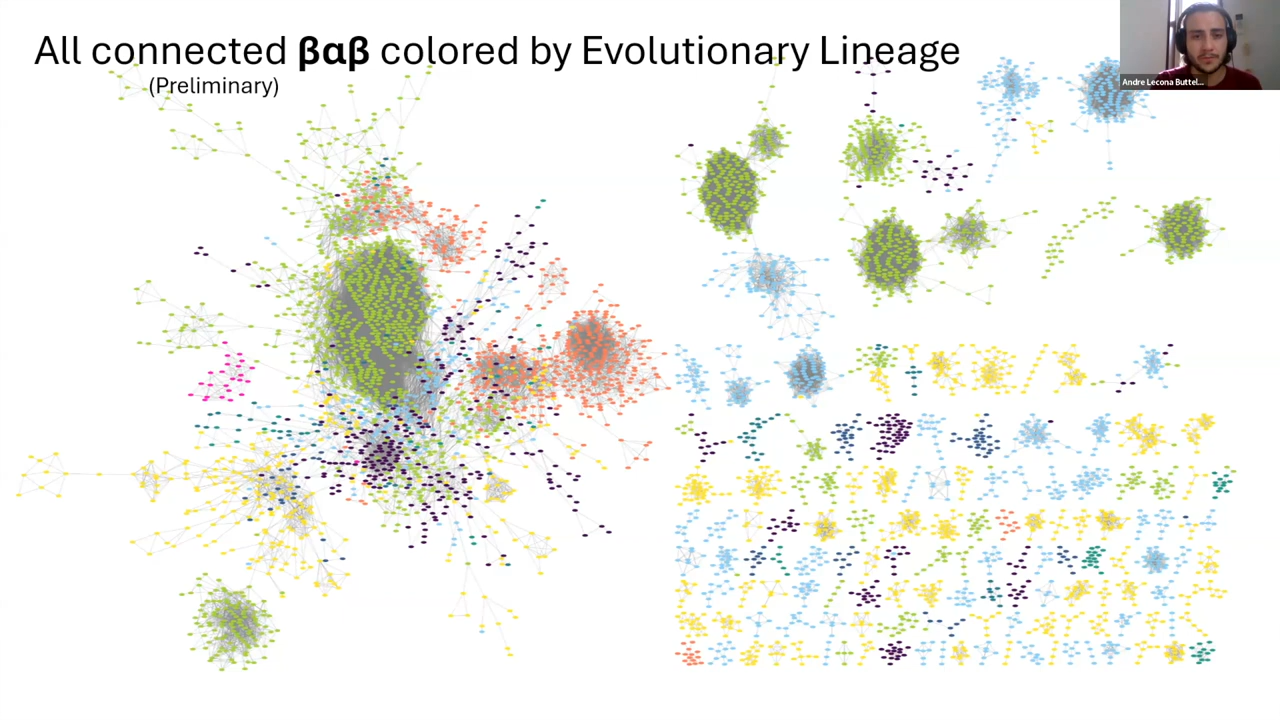 All connected βαβ colored by Evolutionary Lineage
(Preliminary)
Andre Lecona Buttel...